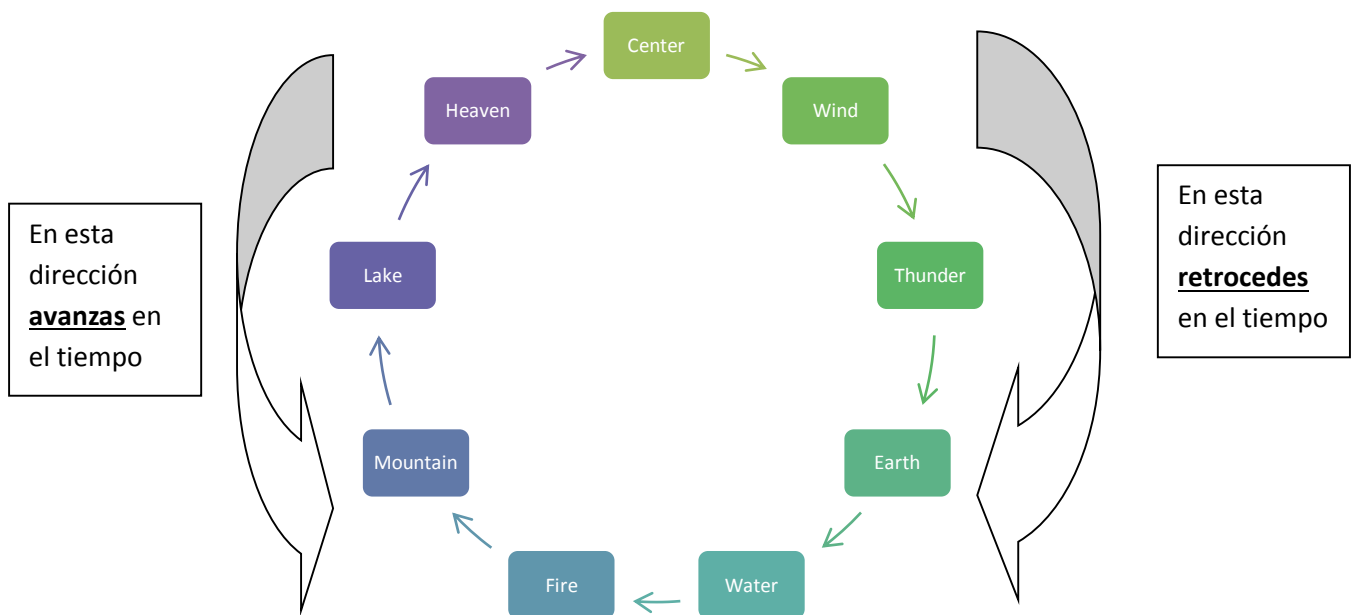 Center
Heaven
Wind
En esta
dirección
avanzas en
el tiempo
En esta
dirección
retrocedes
en el tiempo
Lake
Thunder
Mountain
Earth
Fire
Water